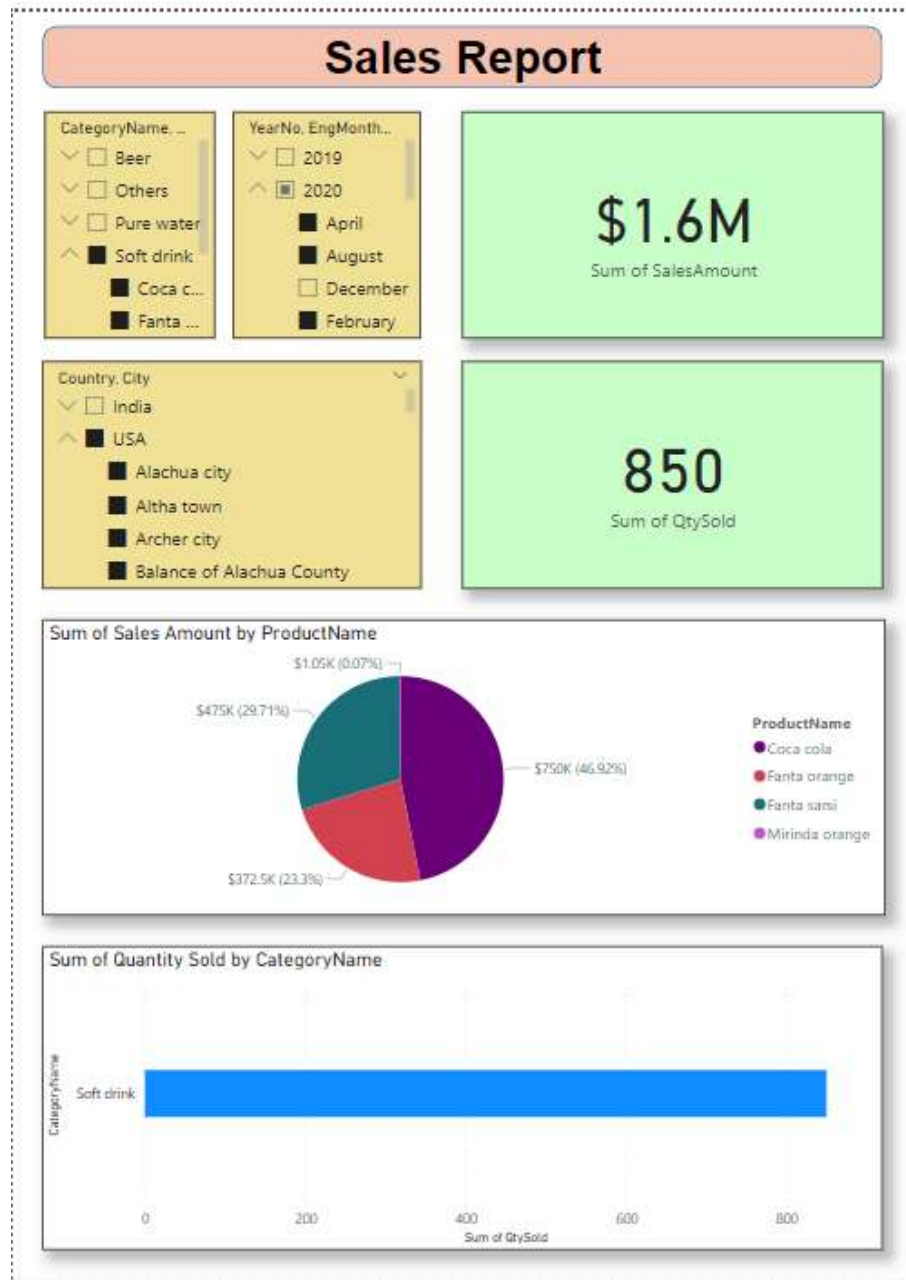 Sales Report
CategoryName, ...
Beer
Others
Pure water
Soft drink
Coca c...
Fanta ...
YearNo, EngMonth...
2019
2020
April
August
December
February
$1.6M
Sum of SalesAmount
Country, City
India
USA
Alachua city
Altha town
Archer city
Balance of Alachua County
850
Sum of QtySold
Sum of Sales Amount by ProductName
$1.05K (0.07%)
$475K (29.71%)
$750K (46.92%)
$372.5K (23.3%)
ProductName
Coca cola
Fanta orange
Fanta sarsi
Mirinda orange
Sum of Quantity Sold by CategoryName
CategoryName
Soft drink
0 200 400 600 800
Sum of QtySold